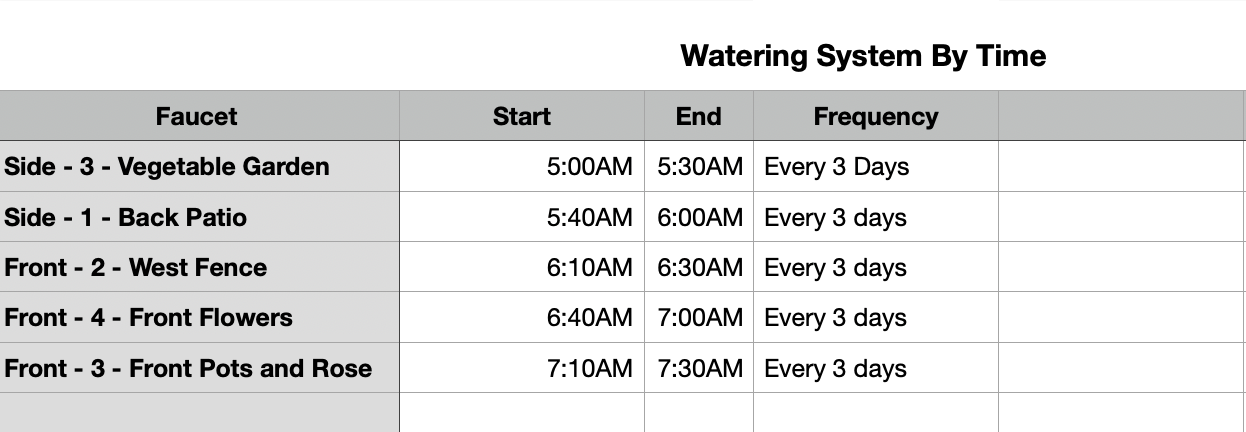 Watering System By Time
Faucet Start End Frequency
Side - 3 - Vegetable Garden 5:00AM 5:30AM Every 3 Days
Side - 1 - Back Patio 5:40AM 6:00AM Every 3 days
Front - 2 - West Fence 6:10AM 6:30AM Every 3 days
Front - 4 - Front Flowers 6:40AM 7:00AM Every 3 days
Front - 3 - Front Pots and Rose 7:10AM 7:30AM Every 3 days